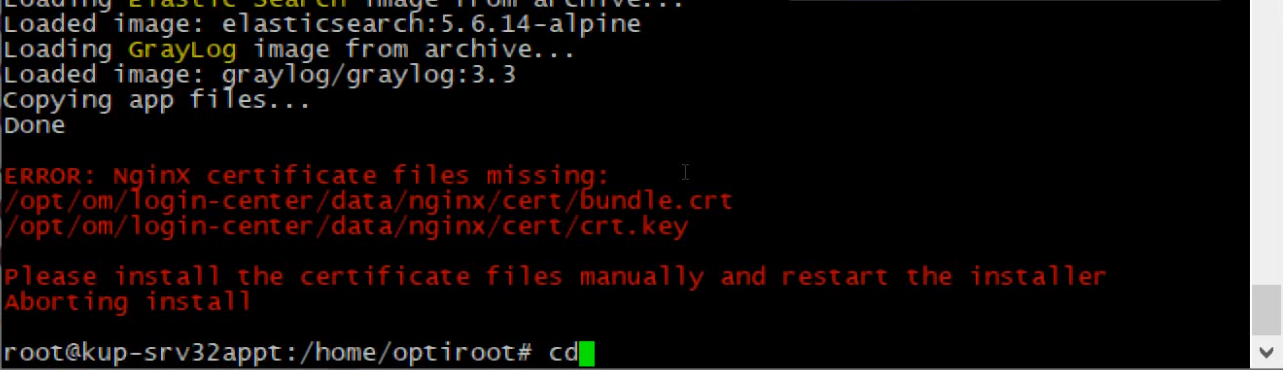 Loading Elastic Search image from archive...
Loaded image: elasticsearch:5.6.14-alpine
Loading GrayLog image from archive...
Loaded image: graylog/graylog:3.3
Copying app files...
Done
ERROR: NginX certificate files missing:
/opt/om/login-center/data/nginx/cert/bundle.crt
/opt/om/login-center/data/nginx/cert/crt.key
Please install the certificate files manually and restart the installer
Aborting install
root@kup-srv32appt:/home/optiroot# cd